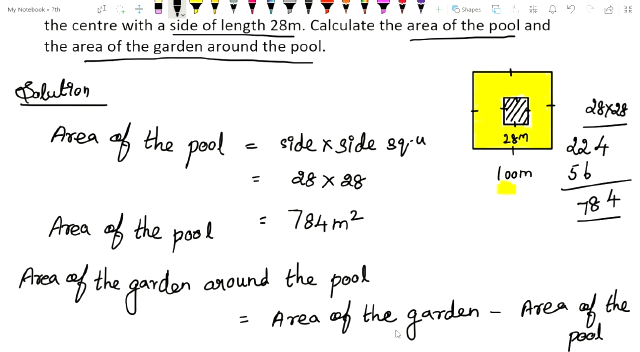 My Notebook » 7th
Shapes
the centre with a side of length 28m. Calculate the area of the pool and
the area of the garden around the pool.
Solution
Area of the pool = side × side sq.u
= 28 × 28
Area of the pool = 784 m²
28m
100m
28×28
224
56
784
Area of the garden around the pool
= Area of the garden - Area of the
pool